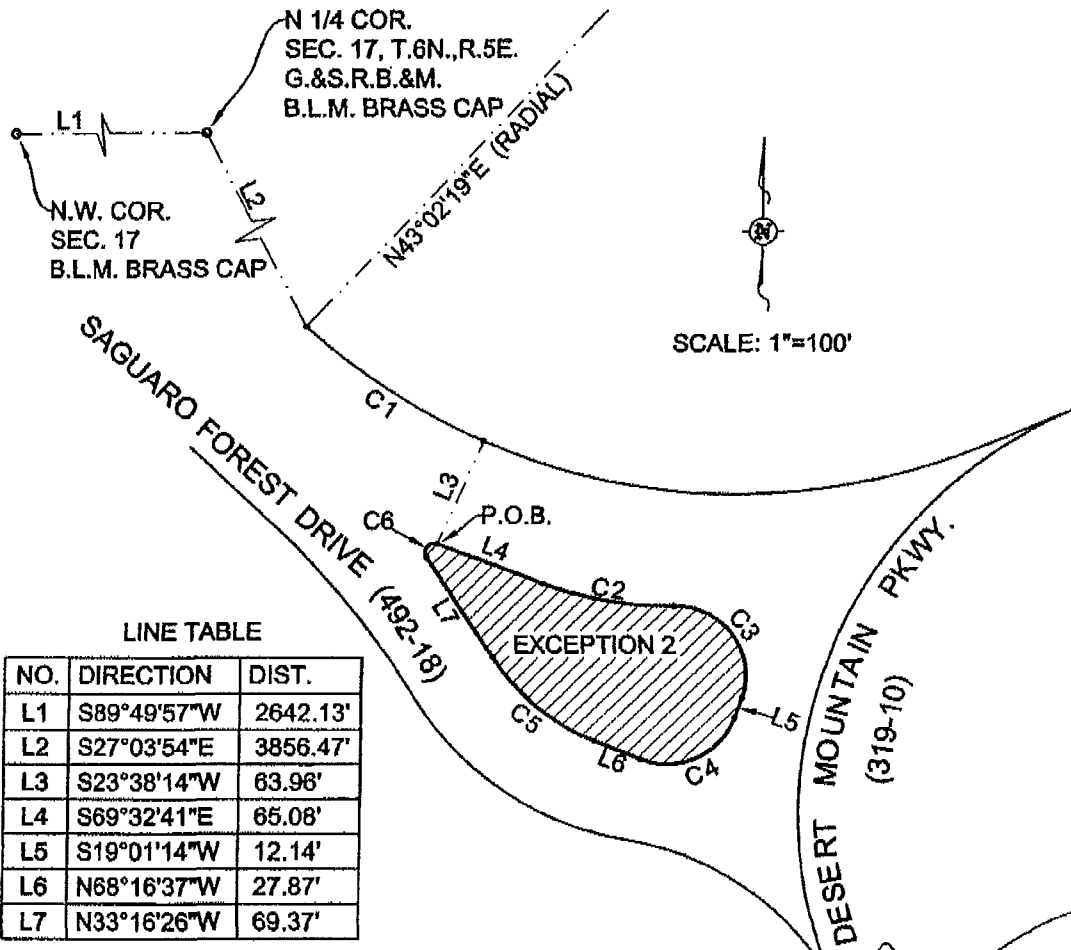 N 1/4 COR.
SEC. 17, T.6N.,R.5E.
G.&S.R.B.&M.
B.L.M. BRASS CAP
L1
L2
N.W. COR.
SEC. 17
B.L.M. BRASS CAP
N43°02'19"E (RADIAL)
N
SCALE: 1"=100'
SAGUARO FOREST DRIVE (492-18)
C1
L3
C6
P.O.B.
L4
C2
C3
L7
EXCEPTION 2
L5
C5
L6
C4
DESERT MOUNTAIN PKWY.
(319-10)
LINE TABLE
NO. DIRECTION DIST.
L1 S89°49'57"W 2642.13'
L2 S27°03'54"E 3856.47'
L3 S23°38'14"W 63.96'
L4 S69°32'41"E 65.08'
L5 S19°01'14"W 12.14'
L6 N68°16'37"W 27.87'
L7 N33°16'26"W 69.37'